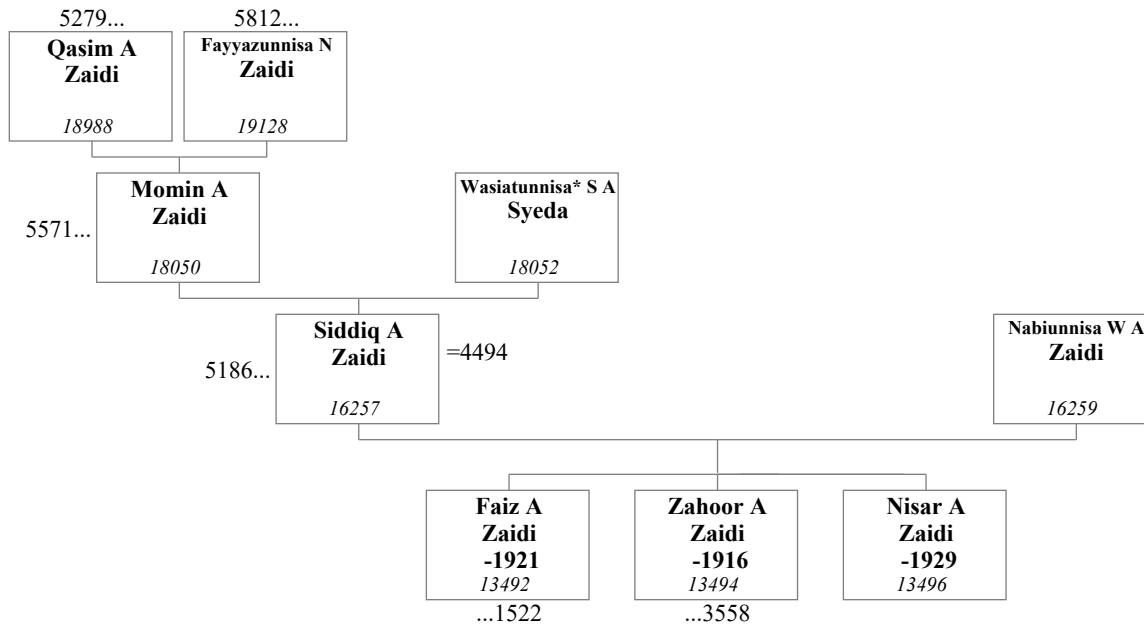 5279...
5812...
Qasim A
Zaidi
18988
Fayyazunnisa N
Zaidi
19128
5571...
Momin A
Zaidi
18050
Wasiatunnisa* S A
Syeda
18052
5186...
Siddiq A
Zaidi
16257
=4494
Nabiunnisa W A
Zaidi
16259
Faiz A
Zaidi
-1921
13492
...1522
Zahoor A
Zaidi
-1916
13494
...3558
Nisar A
Zaidi
-1929
13496